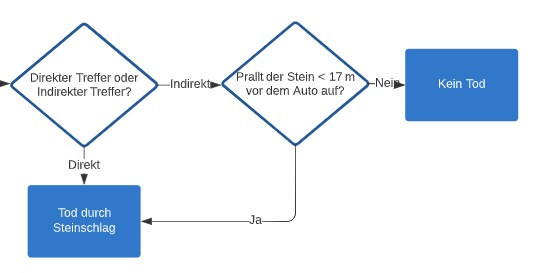 Direkter Treffer oder
Indirekter Treffer?
Indirekt
Prallt der Stein < 17 m
vor dem Auto auf?
Nein
Kein Tod
Direkt
Tod durch
Steinschlag
Ja